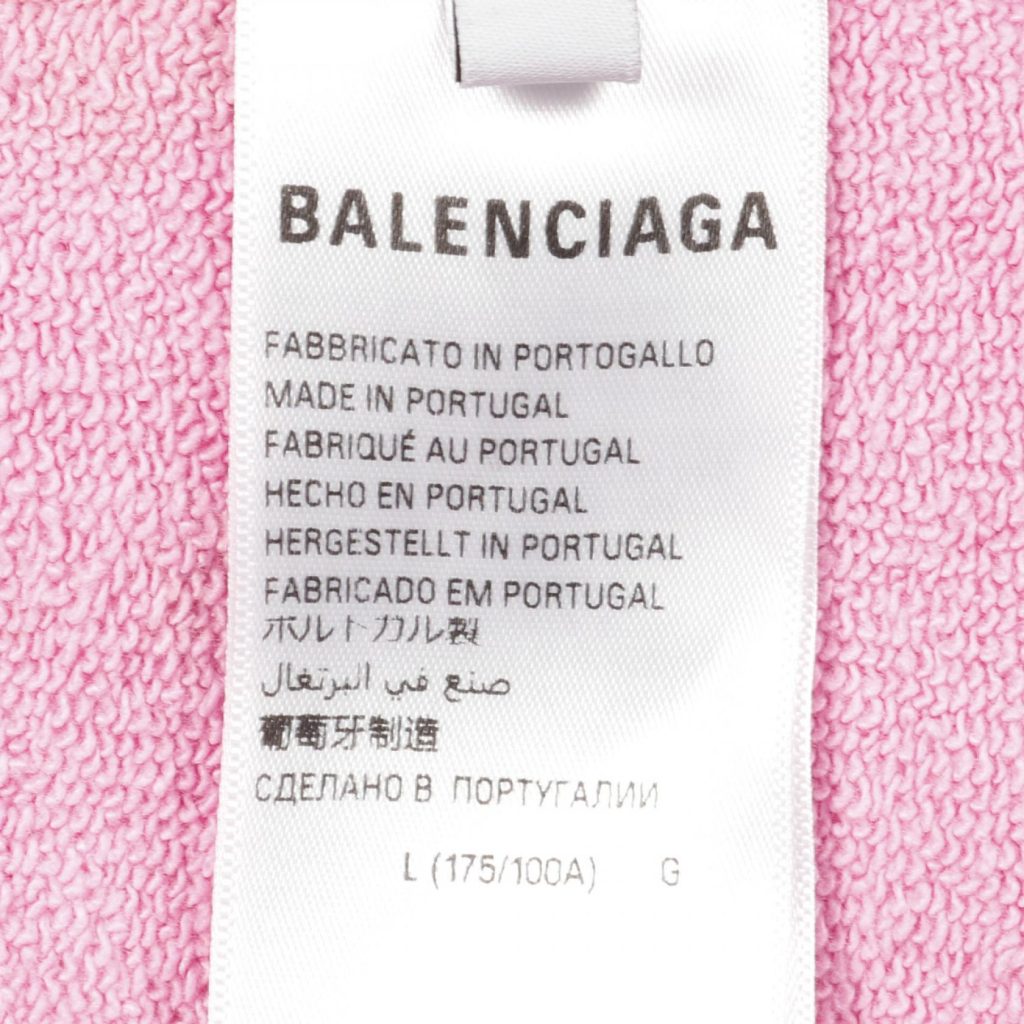 BALENCIAGA
FABBRICATO IN PORTOGALLO
MADE IN PORTUGAL
FABRIQUÉ AU PORTUGAL
HECHO EN PORTUGAL
HERGESTELLT IN PORTUGAL
FABRICADO EM PORTUGAL
ポルトガル製
صنع في البرتغال
葡萄牙制造
СДЕЛАНО В ПОРТУГАЛИИ
L (175/100A) G